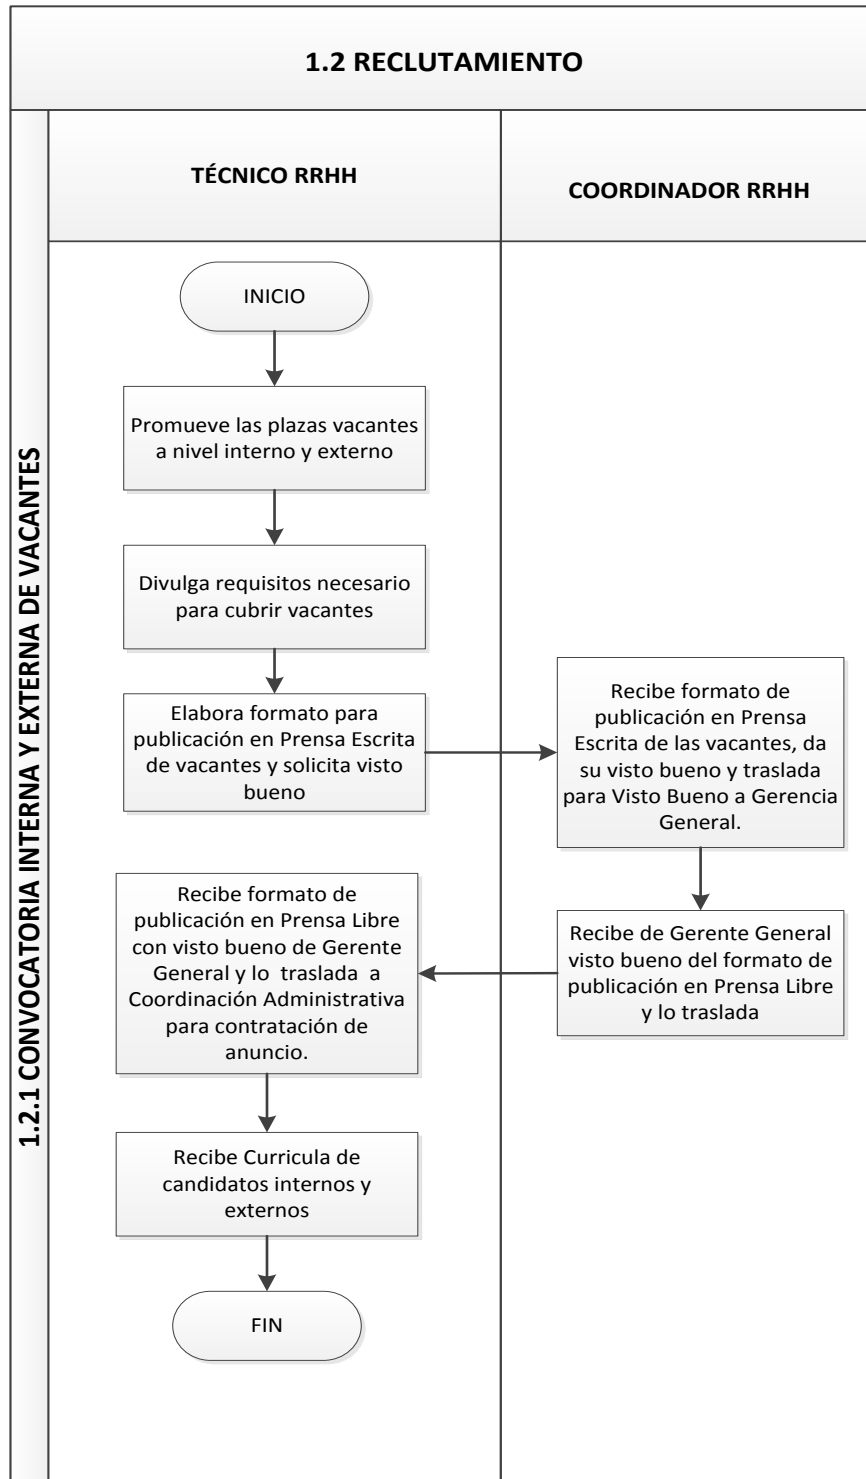 1.2 RECLUTAMIENTO
1.2.1 CONVOCATORIA INTERNA Y EXTERNA DE VACANTES
TÉCNICO RRHH
COORDINADOR RRHH
INICIO
Promueve las plazas vacantes
a nivel interno y externo
Divulga requisitos necesario
para cubrir vacantes
Elabora formato para
publicación en Prensa Escrita
de vacantes y solicita visto
bueno
Recibe formato de
publicación en Prensa
Escrita de las vacantes, da
su visto bueno y traslada
para Visto Bueno a Gerencia
General.
Recibe de Gerente General
visto bueno del formato de
publicación en Prensa Libre
y lo traslada
Recibe formato de
publicación en Prensa Libre
con visto bueno de Gerente
General y lo traslada a
Coordinación Administrativa
para contratación de
anuncio.
Recibe Curricula de
candidatos internos y
externos
FIN